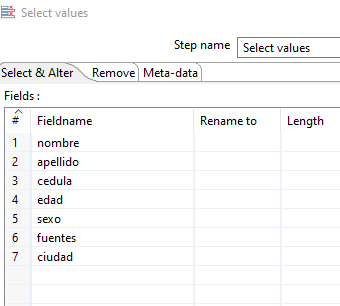 Select values
Step name Select values
Select & Alter Remove Meta-data
Fields :
# Fieldname Rename to Length
1 nombre
2 apellido
3 cedula
4 edad
5 sexo
6 fuentes
7 ciudad